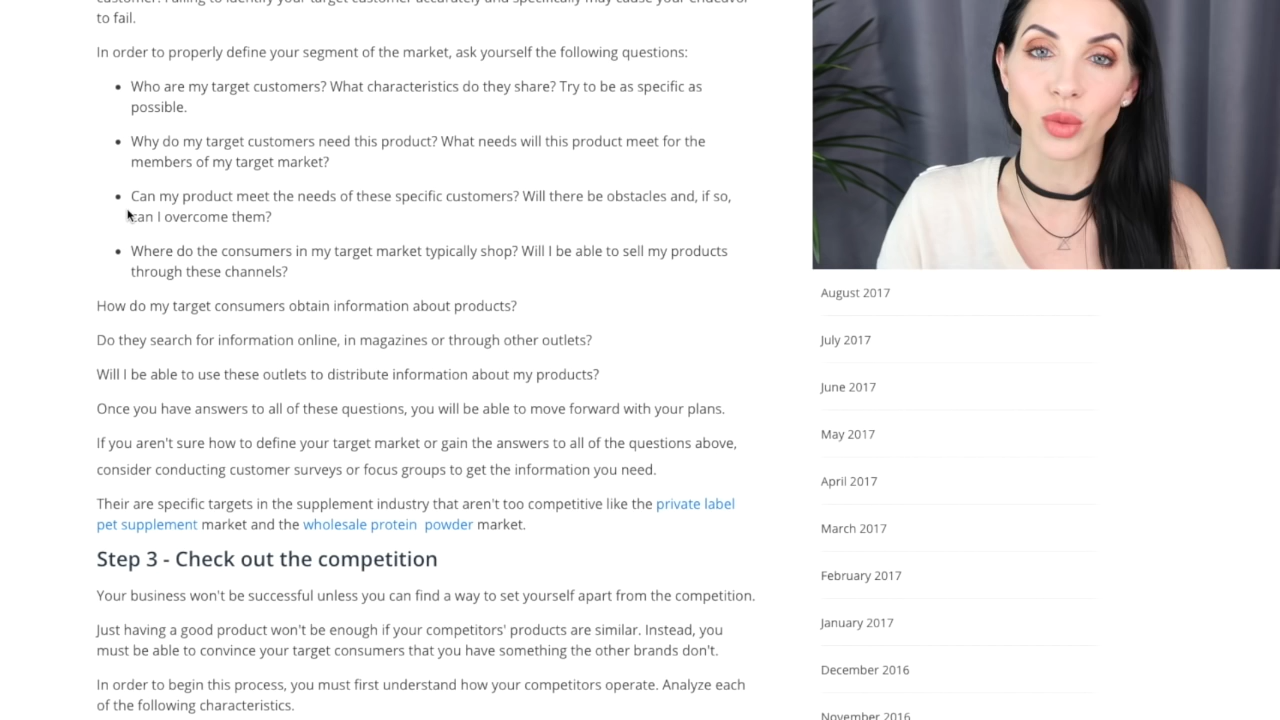 to fail.
In order to properly define your segment of the market, ask yourself the following questions:
Who are my target customers? What characteristics do they share? Try to be as specific as
possible.
Why do my target customers need this product? What needs will this product meet for the
members of my target market?
Can my product meet the needs of these specific customers? Will there be obstacles and, if so,
can I overcome them?
Where do the consumers in my target market typically shop? Will I be able to sell my products
through these channels?
How do my target consumers obtain information about products?
Do they search for information online, in magazines or through other outlets?
Will I be able to use these outlets to distribute information about my products?
Once you have answers to all of these questions, you will be able to move forward with your plans.
If you aren't sure how to define your target market or gain the answers to all of the questions above,
consider conducting customer surveys or focus groups to get the information you need.
Their are specific targets in the supplement industry that aren't too competitive like the private label
pet supplement market and the wholesale protein powder market.
Step 3 - Check out the competition
Your business won't be successful unless you can find a way to set yourself apart from the competition.
Just having a good product won't be enough if your competitors' products are similar. Instead, you
must be able to convince your target consumers that you have something the other brands don't.
In order to begin this process, you must first understand how your competitors operate. Analyze each
of the following characteristics.
August 2017
July 2017
June 2017
May 2017
April 2017
March 2017
February 2017
January 2017
December 2016
November 2016